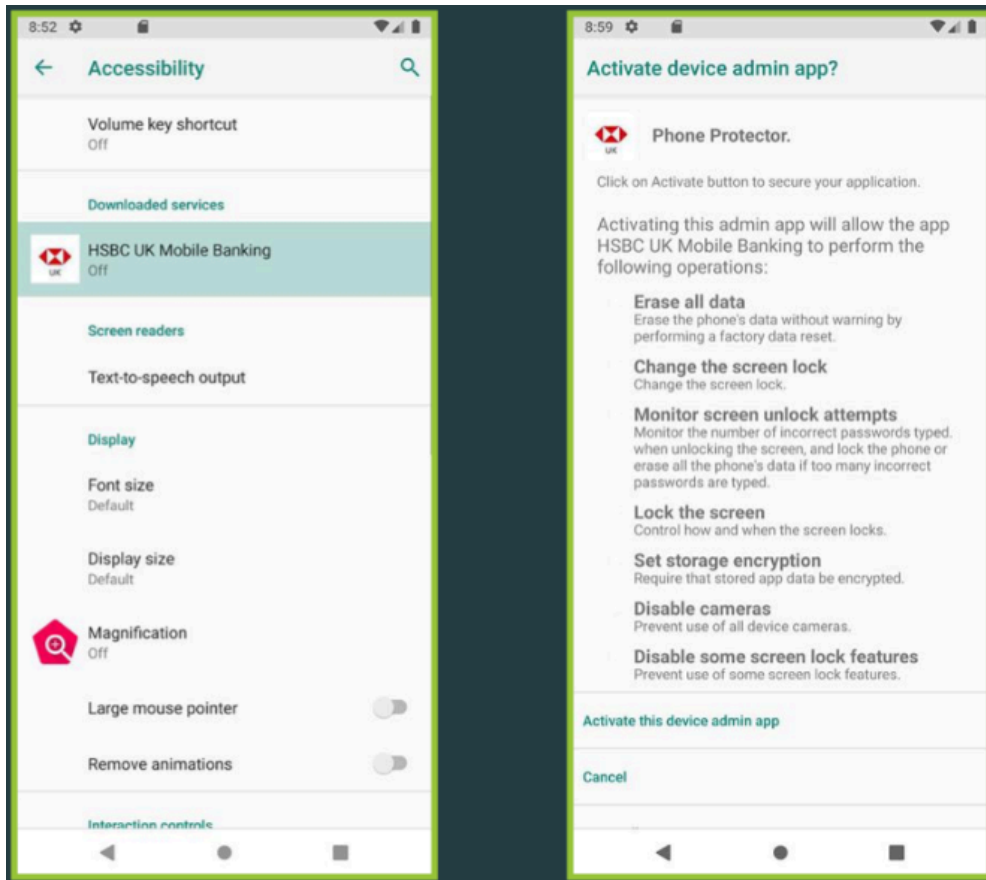 8:52
Accessibility
Volume key shortcut
Off
Downloaded services
HSBC UK Mobile Banking
Off
UK
Screen readers
Text-to-speech output
Display
Font size
Default
Display size
Default
Magnification
Off
Large mouse pointer
Remove animations
Interaction controls
8:59
Activate device admin app?
UK
Phone Protector.
Click on Activate button to secure your application.
Activating this admin app will allow the app
HSBC UK Mobile Banking to perform the
following operations:
Erase all data
Erase the phone's data without warning by
performing a factory data reset.
Change the screen lock
Change the screen lock.
Monitor screen unlock attempts
Monitor the number of incorrect passwords typed.
when unlocking the screen, and lock the phone or
erase all the phone's data if too many incorrect
passwords are typed.
Lock the screen
Control how and when the screen locks.
Set storage encryption
Require that stored app data be encrypted.
Disable cameras
Prevent use of all device cameras.
Disable some screen lock features
Prevent use of some screen lock features.
Activate this device admin app
Cancel